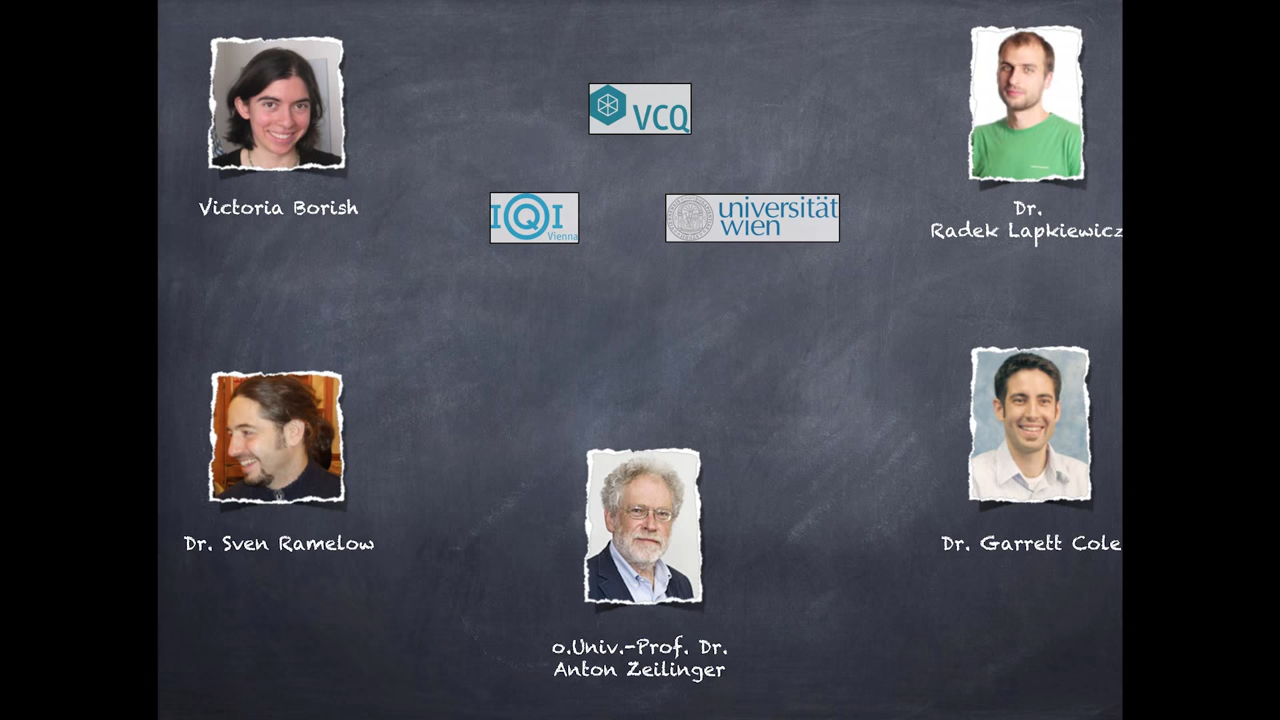 VCQ
IQI
Vienna
universität
wien
Victoria Borish
Dr.
Radek Lapkiewicz
Dr. Sven Ramelow
Dr. Garrett Cole
o.Univ.-Prof. Dr.
Anton Zeilinger